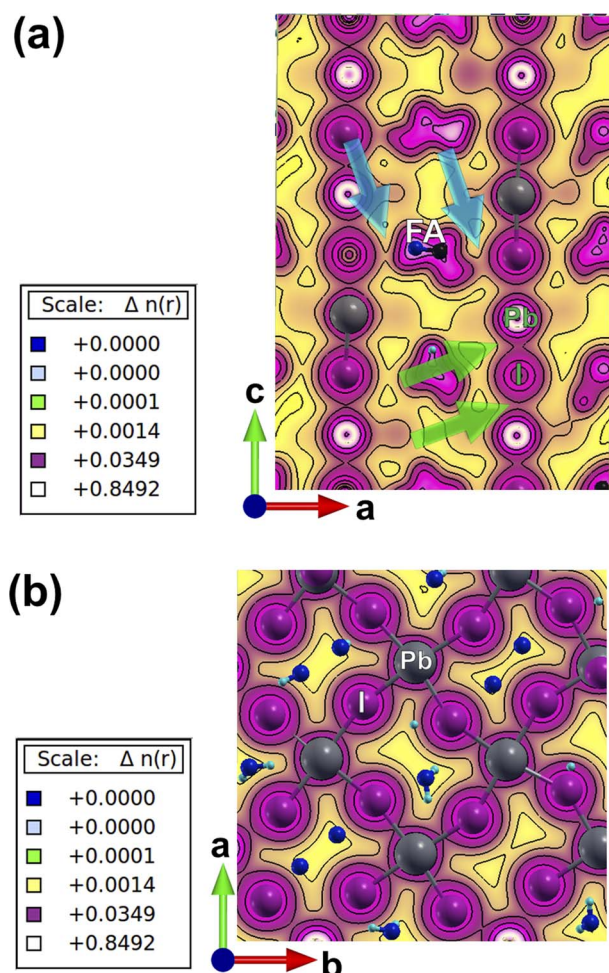 (a)
FA
Pb
I
Scale: Δ n(r)
+0.0000
+0.0000
+0.0001
+0.0014
+0.0349
+0.8492
c
a
(b)
Pb
I
Scale: Δ n(r)
+0.0000
+0.0000
+0.0001
+0.0014
+0.0349
+0.8492
a
b